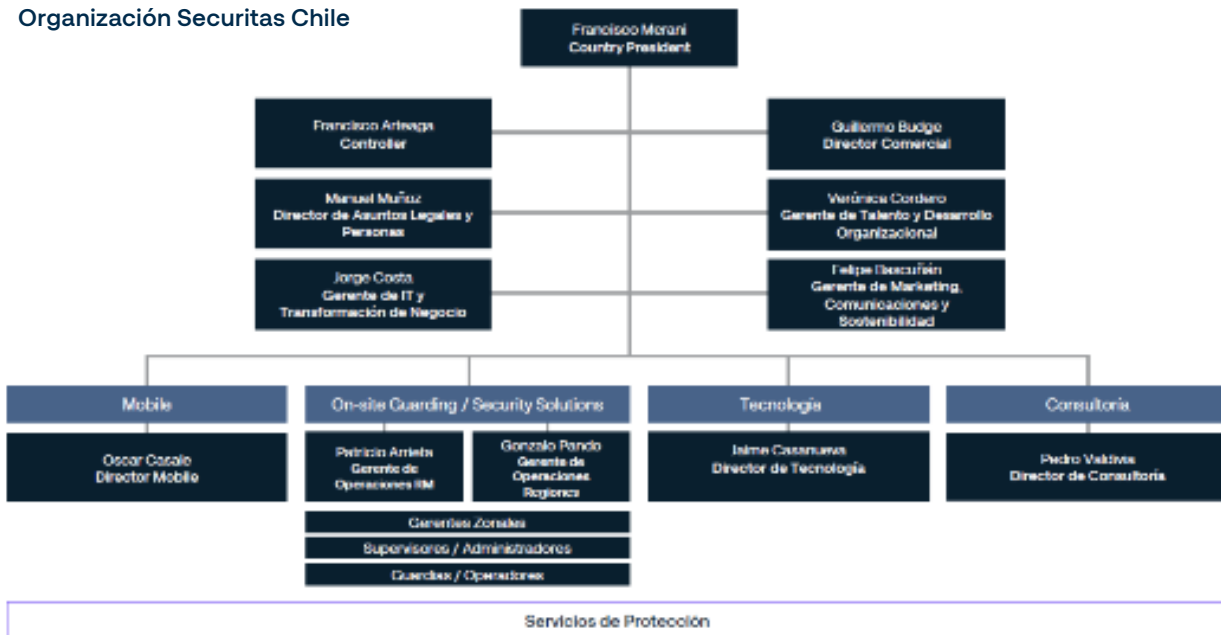 Organización Securitas Chile
Francisco Merani
Country President
Francisco Arteaga
Controller
Guillermo Budge
Director Comercial
Manuel Muñoz
Director de Asuntos Legales y
Personas
Verónica Cordero
Gerente de Talento y Desarrollo
Organizacional
Jorge Costa
Gerente de IT y
Transformación de Negocio
Felipe Bascuñán
Gerente de Marketing,
Comunicaciones y
Sostenibilidad
Mobile
On-site Guarding / Security Solutions
Tecnología
Consultoría
Oscar Casale
Director Mobile
Patricio Arrieta
Gerente de
Operaciones RM
Gonzalo Pando
Gerente de
Operaciones
Regiones
Jaime Casanueva
Director de Tecnología
Pedro Valdivia
Director de Consultoría
Gerentes Zonales
Supervisores / Administradores
Guardias / Operadores
Servicios de Protección